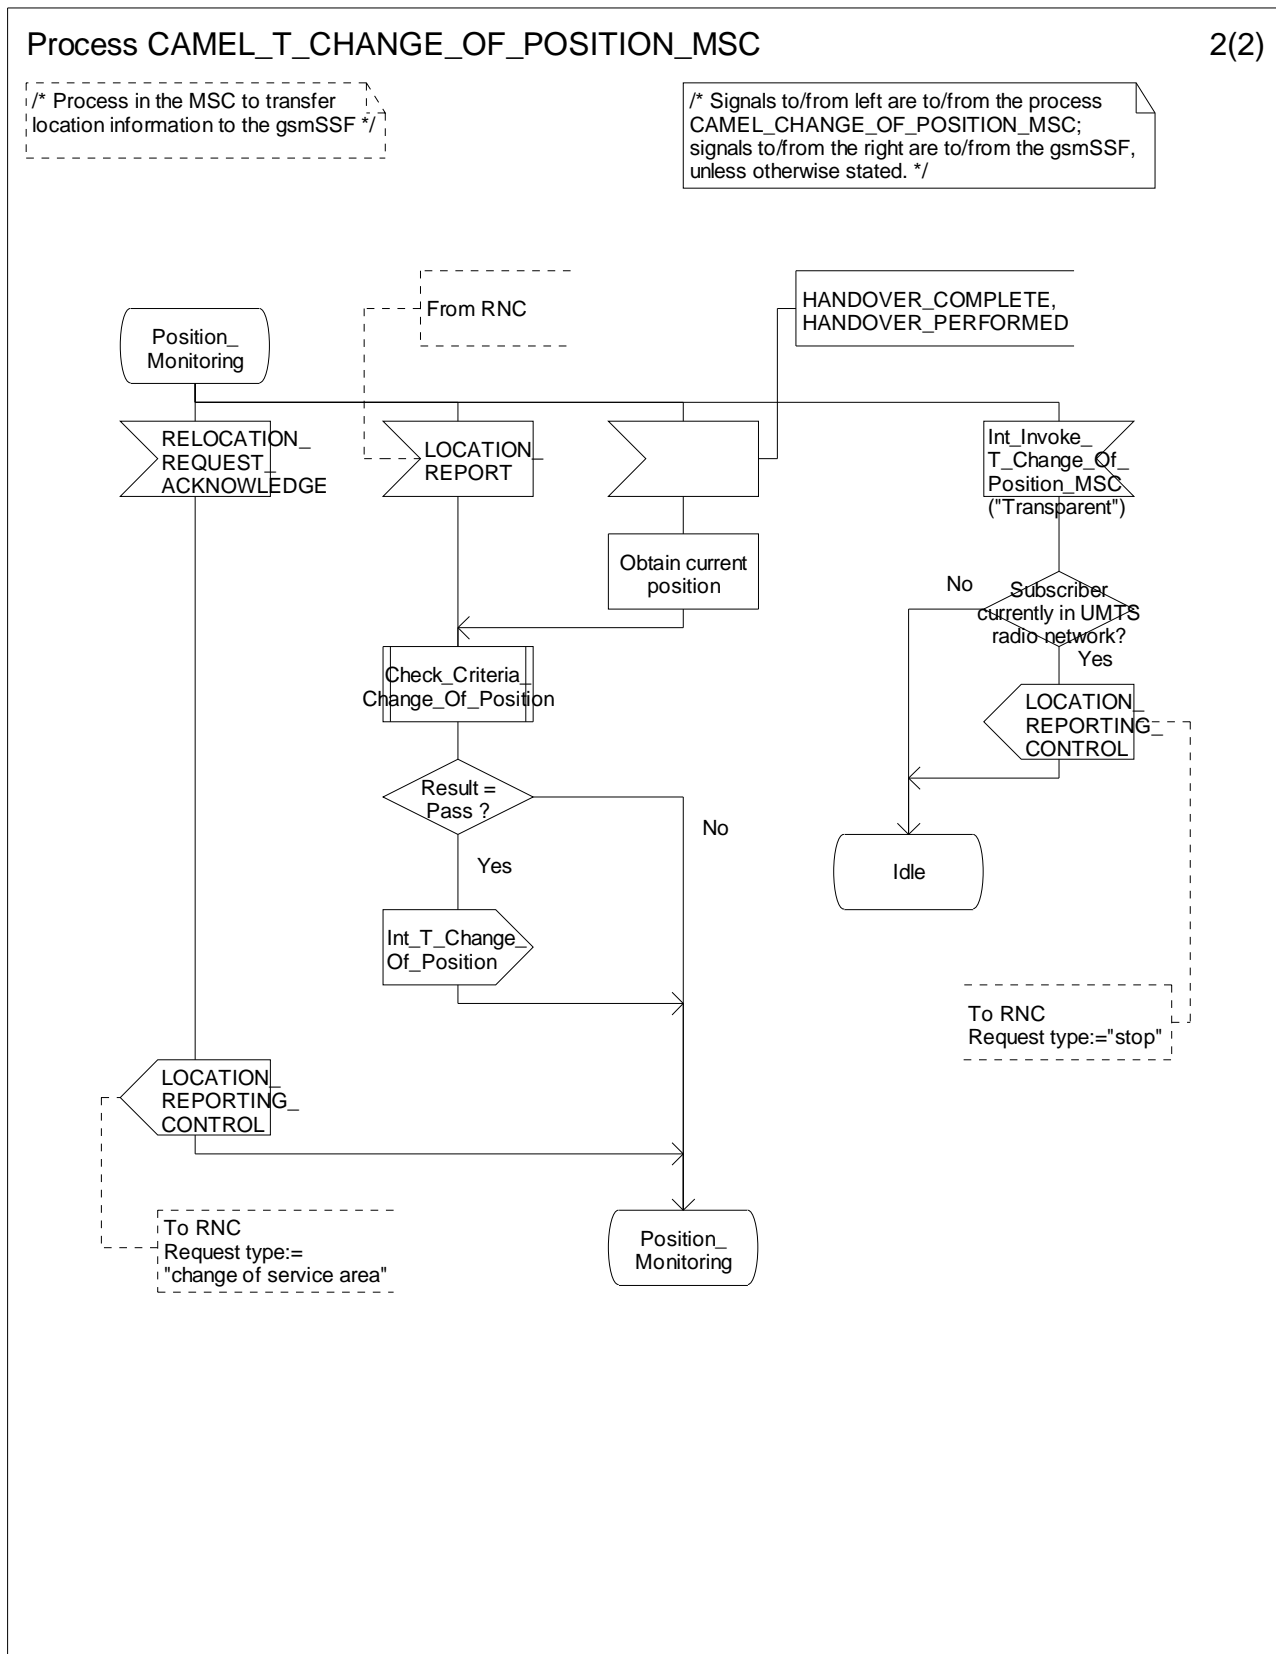 Process CAMEL_T_CHANGE_OF_POSITION_MSC
2(2)
/* Process in the MSC to transfer
location information to the gsmSSF */
/* Signals to/from left are to/from the process
CAMEL_CHANGE_OF_POSITION_MSC;
signals to/from the right are to/from the gsmSSF,
unless otherwise stated. */
From RNC
HANDOVER_COMPLETE,
HANDOVER_PERFORMED
Position_
Monitoring
RELOCATION_
REQUEST_
ACKNOWLEDGE
LOCATION_
REPORT
Int_Invoke_
T_Change_Of_
Position_MSC
("Transparent")
Obtain current
position
No
Subscriber
currently in UMTS
radio network?
Yes
Check_Criteria_
Change_Of_Position
LOCATION_
REPORTING_
CONTROL
Result =
Pass ?
No
Yes
Idle
Int_T_Change_
Of_Position
To RNC
Request type:="stop"
LOCATION_
REPORTING_
CONTROL
To RNC
Request type:=
"change of service area"
Position_
Monitoring